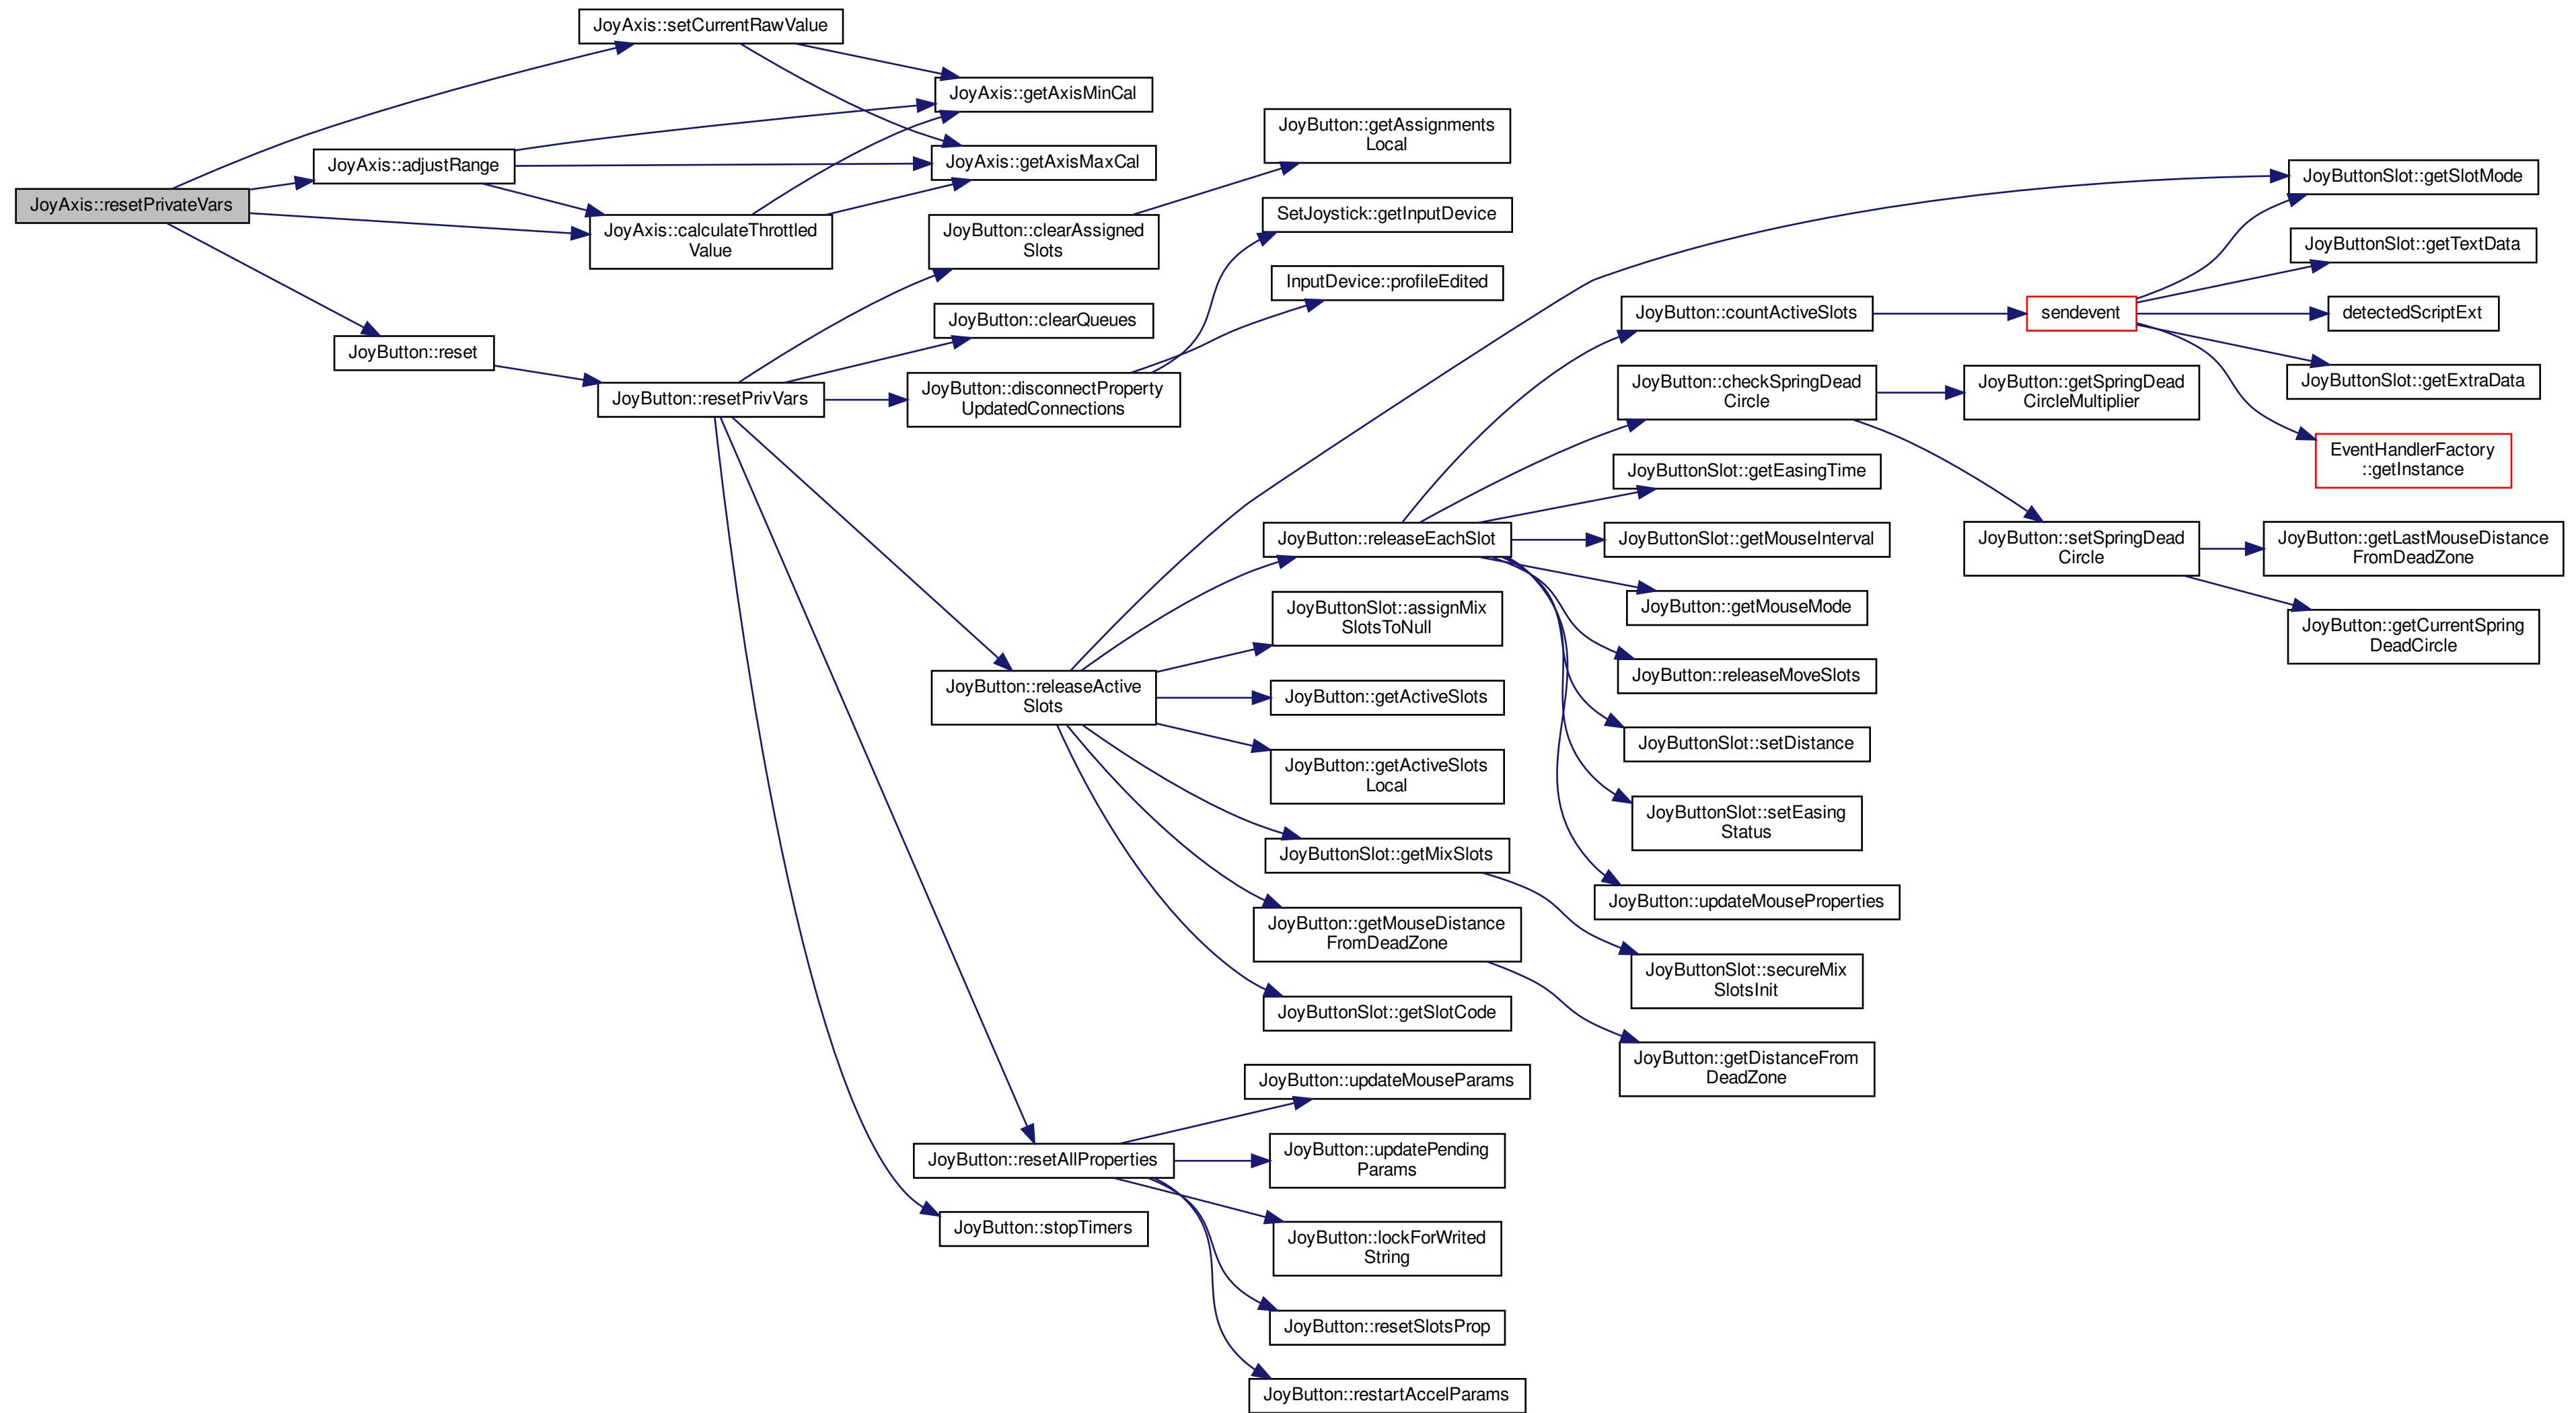 JoyAxis::resetPrivateVars
JoyAxis::setCurrentRawValue
JoyAxis::adjustRange
JoyAxis::calculateThrottled
Value
JoyButton::reset
JoyButton::resetPrivVars
JoyAxis::getAxisMinCal
JoyAxis::getAxisMaxCal
JoyButton::clearAssigned
Slots
JoyButton::clearQueues
JoyButton::disconnectProperty
UpdatedConnections
JoyButton::releaseActive
Slots
JoyButton::resetAllProperties
JoyButton::stopTimers
JoyButton::getAssignments
Local
SetJoystick::getInputDevice
InputDevice::profileEdited
JoyButton::releaseEachSlot
JoyButtonSlot::assignMix
SlotsToNull
JoyButton::getActiveSlots
JoyButton::getActiveSlots
Local
JoyButtonSlot::getMixSlots
JoyButton::getMouseDistance
FromDeadZone
JoyButtonSlot::getSlotCode
JoyButton::updateMouseParams
JoyButton::updatePending
Params
JoyButton::lockForWrited
String
JoyButton::resetSlotsProp
JoyButton::restartAccelParams
JoyButton::countActiveSlots
JoyButton::checkSpringDead
Circle
JoyButtonSlot::getEasingTime
JoyButtonSlot::getMouseInterval
JoyButton::getMouseMode
JoyButton::releaseMoveSlots
JoyButtonSlot::setDistance
JoyButtonSlot::setEasing
Status
JoyButton::updateMouseProperties
JoyButtonSlot::secureMix
SlotsInit
JoyButton::getDistanceFrom
DeadZone
sendevent
JoyButton::getSpringDead
CircleMultiplier
JoyButton::setSpringDead
Circle
JoyButtonSlot::getSlotMode
JoyButtonSlot::getTextData
detectedScriptExt
JoyButtonSlot::getExtraData
EventHandlerFactory
::getInstance
JoyButton::getLastMouseDistance
FromDeadZone
JoyButton::getCurrentSpring
DeadCircle